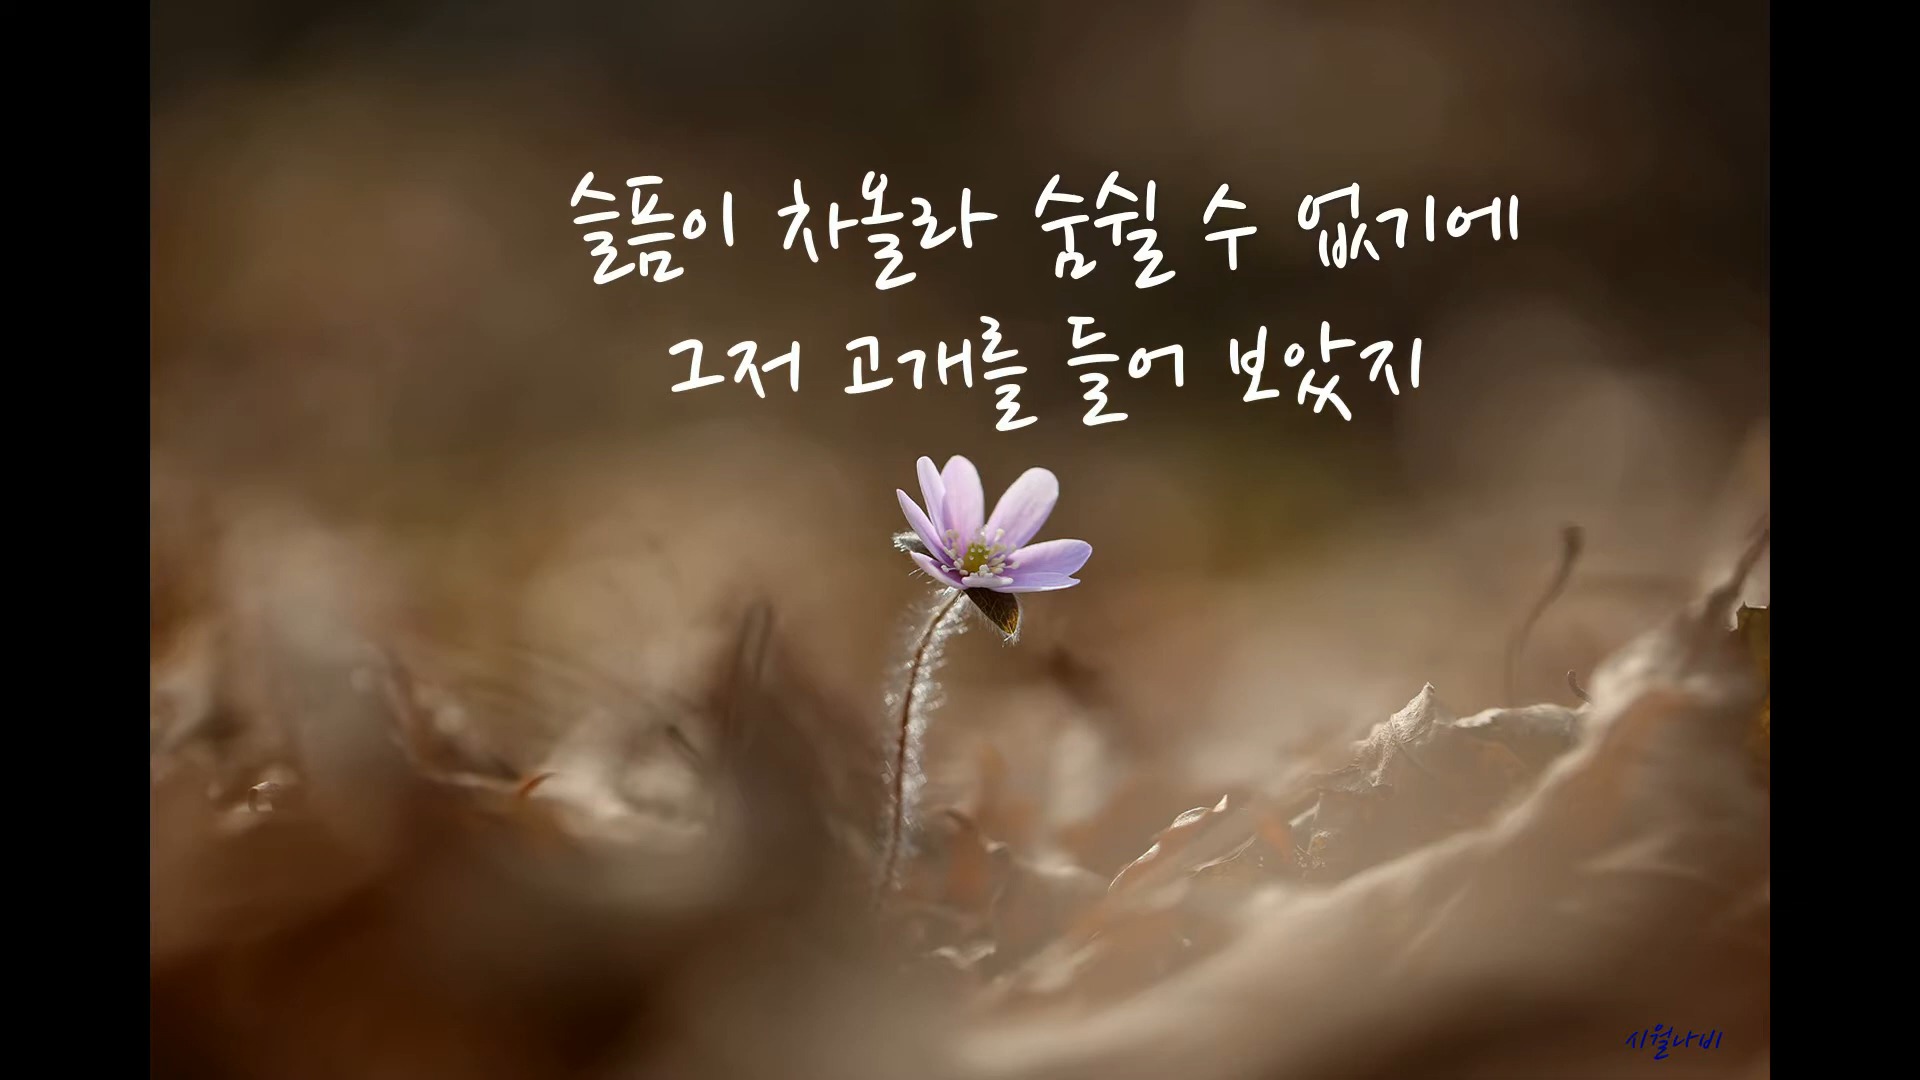 슬픔이 차올라 숨쉴 수 없기에
그저 고개를 들어 보았지
시월나비